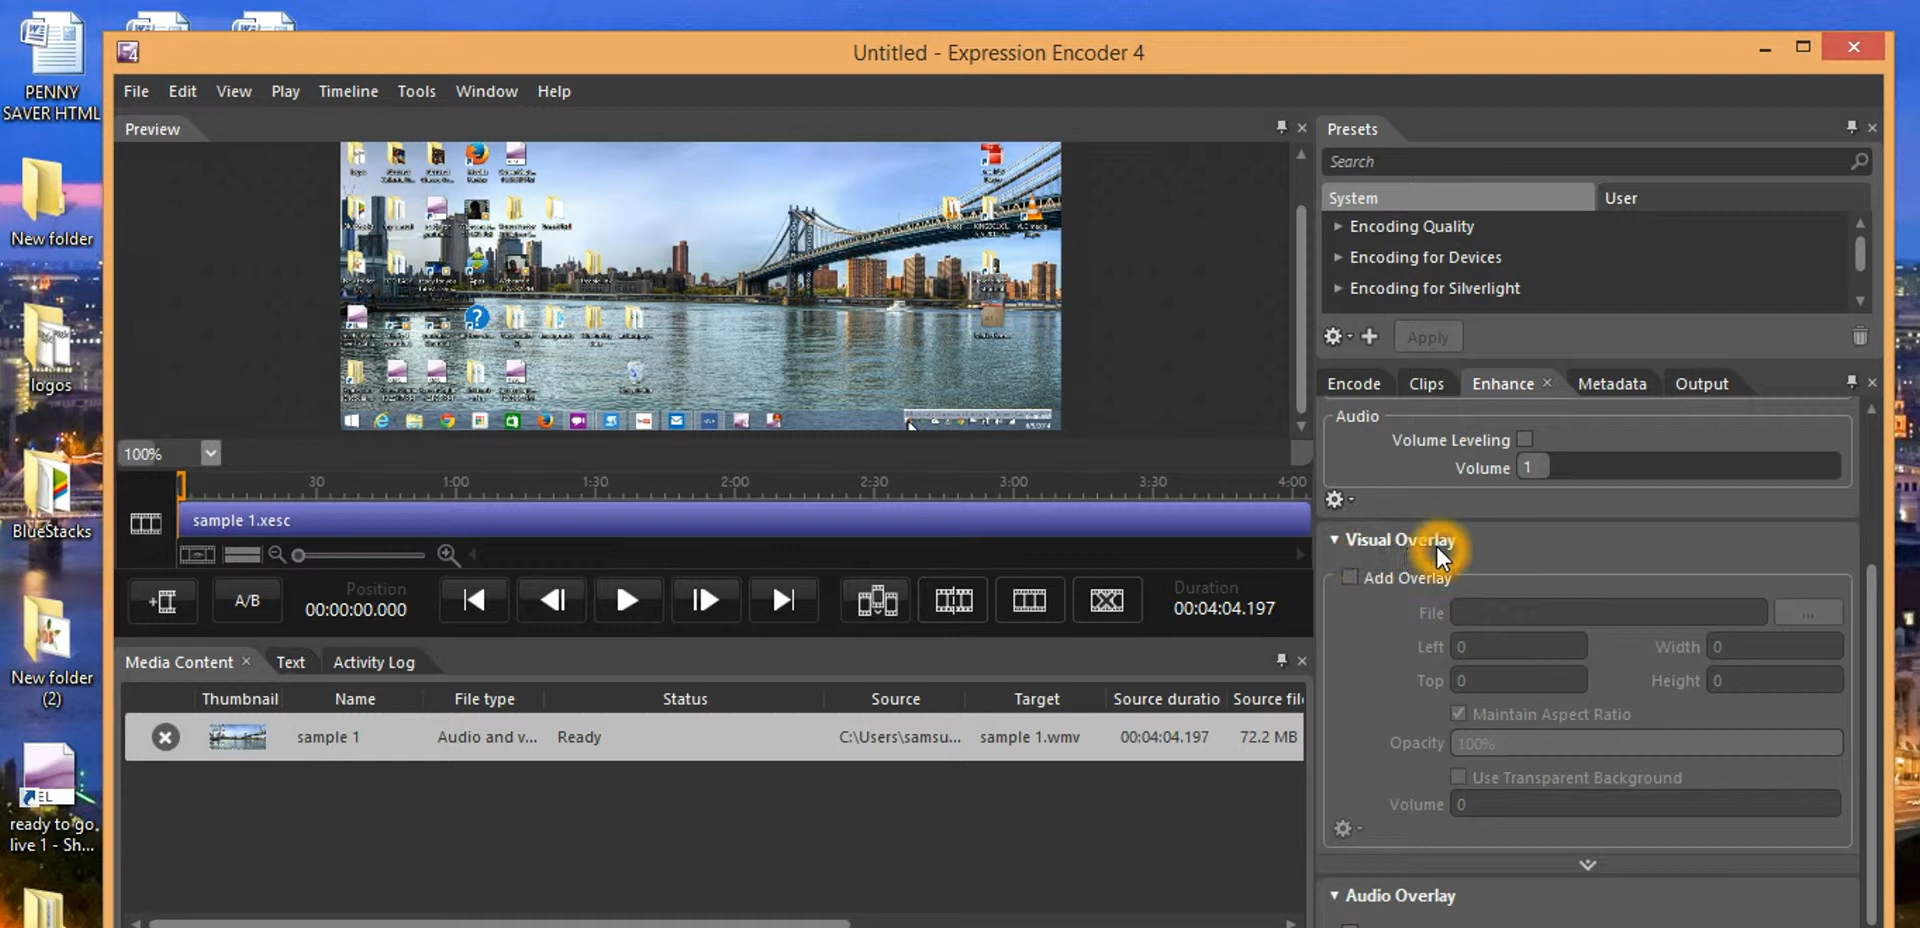 PENNY
SAVER HTML
New folder
logos
BlueStacks
New folder
(2)
EL
ready to go
live 1 - Sh...
Untitled - Expression Encoder 4
File Edit View Play Timeline Tools Window Help
Preview
100%
30 1:00 1:30 2:00 2:30 3:00 3:30 4:00
sample 1.xesc
A/B
Position
00:00:00.000
Duration
00:04:04.197
Media Content Text Activity Log
Thumbnail Name File type Status Source Target Source duratio Source file
sample 1 Audio and v... Ready C:\Users\samsu... sample 1.wmv 00:04:04.197 72.2 MB
Presets
Search
System User
Encoding Quality
Encoding for Devices
Encoding for Silverlight
Apply
Encode Clips Enhance Metadata Output
Audio
Volume Leveling
Volume 1
Visual Overlay
Add Overlay
File ...
Left 0 Width 0
Top 0 Height 0
Maintain Aspect Ratio
Opacity 100%
Use Transparent Background
Volume 0
Audio Overlay